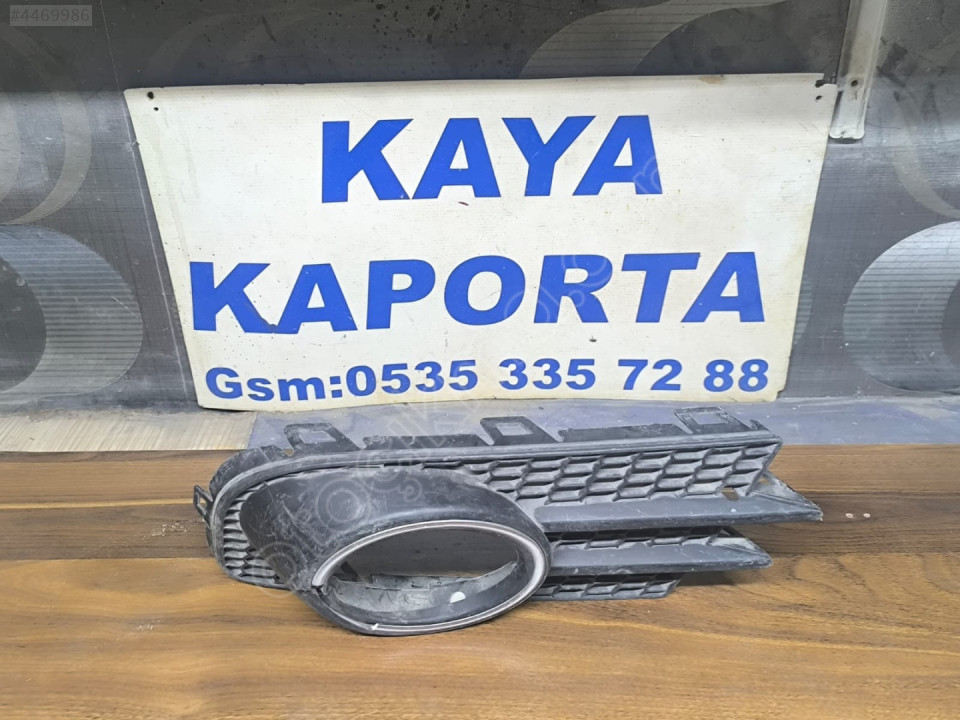 #4469986
KAYA
KAPORTA
Gsm:0535 335 72 88